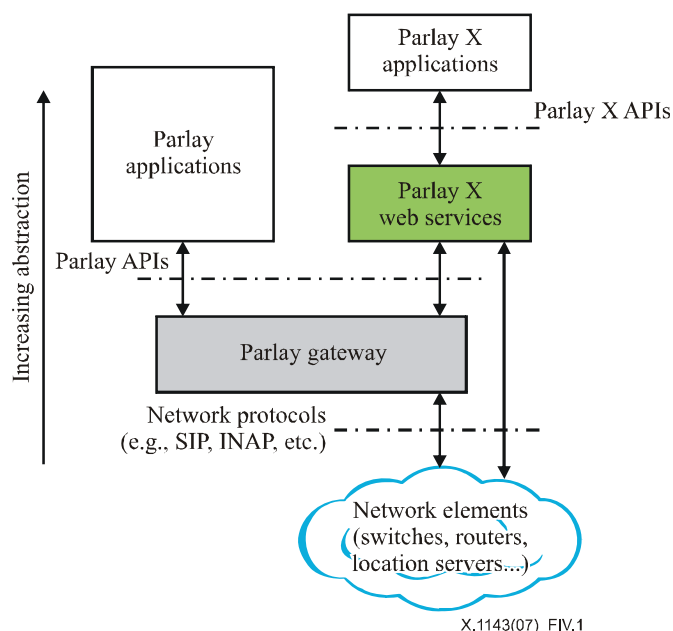 Parlay X
applications
Parlay X APIs
Parlay
applications
Parlay X
web services
Parlay APIs
Increasing abstraction
Parlay gateway
Network protocols
(e.g., SIP, INAP, etc.)
Network elements
(switches, routers,
location servers...)
X.1143(07)_FIV.1